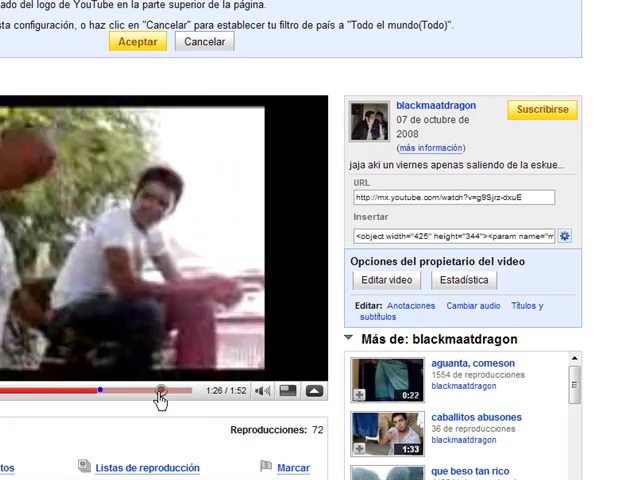 ado del logo de YouTube en la parte superior de la página.
sta configuración, o haz clic en "Cancelar" para establecer tu filtro de país a "Todo el mundo(Todo)".
Aceptar Cancelar
blackmaatdragon
07 de octubre de
2008
(más información)
Suscribirse
jaja aki un viernes apenas saliendo de la eskue...
URL
http://mx.youtube.com/watch?v=g9Sjrz-dxuE
Insertar
<object width="425" height="344"><param name="m
Opciones del propietario del video
Editar video Estadística
Editar: Anotaciones Cambiar audio Títulos y
subtítulos
Más de: blackmaatdragon
aguanta, comeson
1554 de reproducciones
blackmaatdragon
0:22
caballitos abusones
36 de reproducciones
blackmaatdragon
1:33
que beso tan rico
1:26 / 1:52
Reproducciones: 72
tos Listas de reproducción Marcar